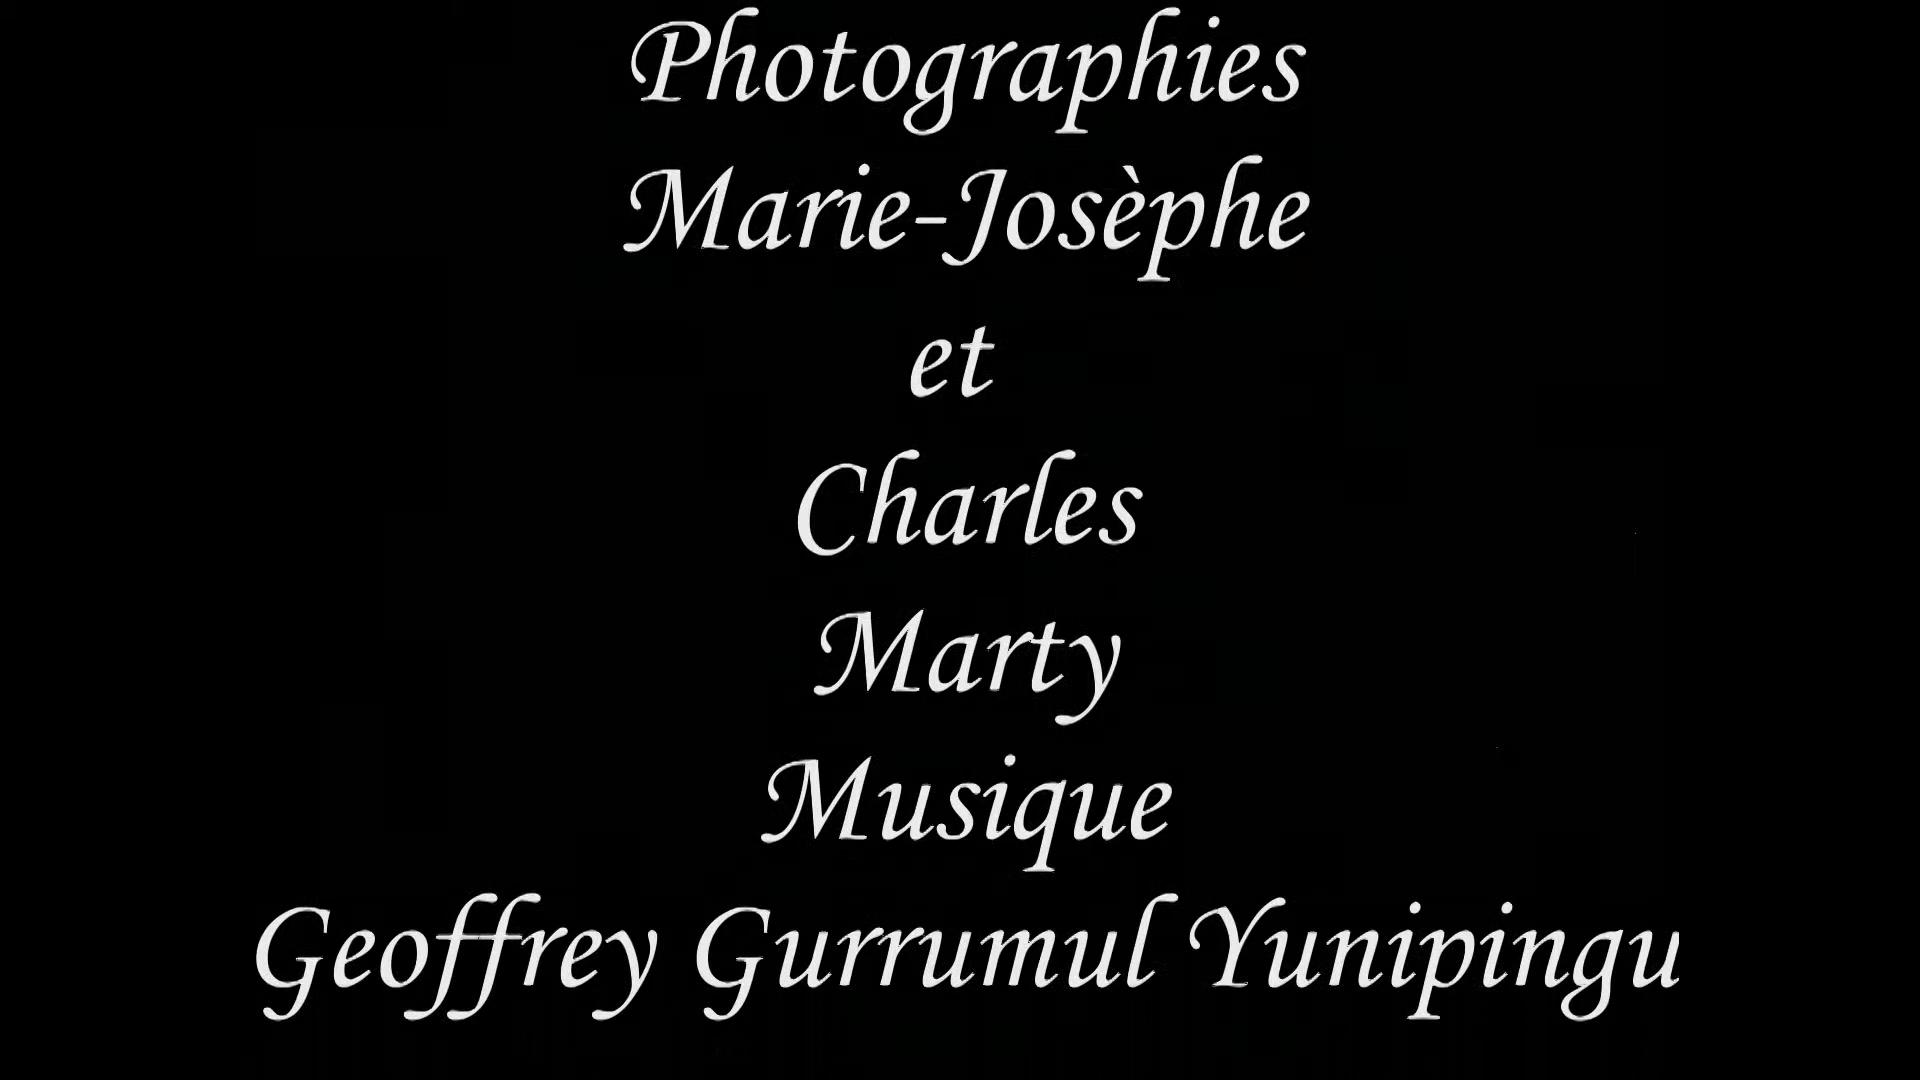 Photographies
Marie-Josèphe
et
Charles
Marty
Musique
Geoffrey Gurrumul Yunipingu